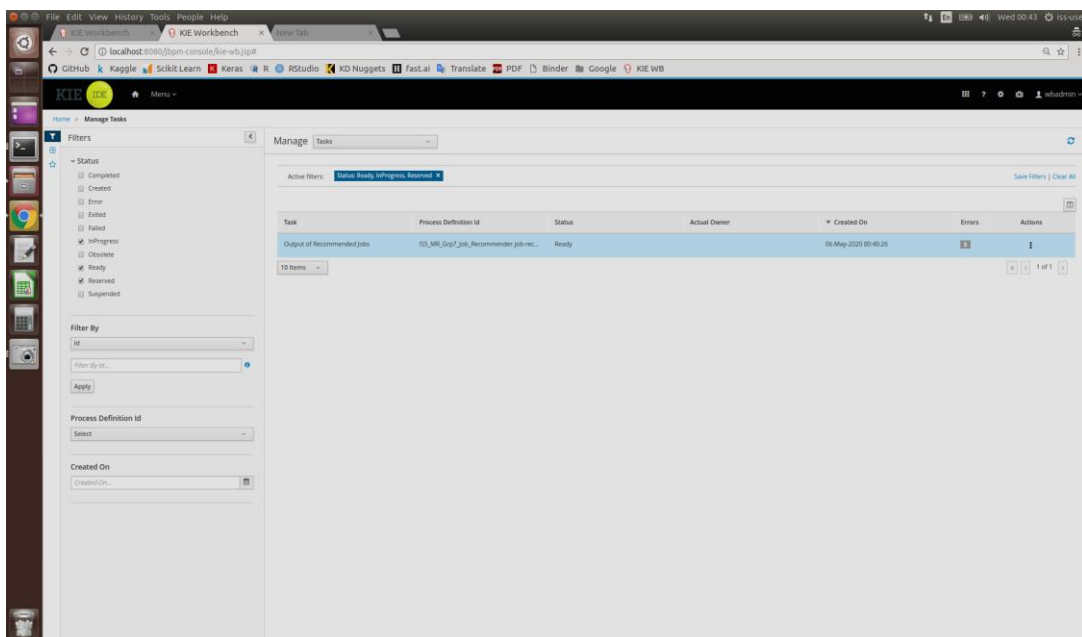 File Edit View History Tools People Help
En
Wed 00:43
iss-use
KIE Workbench
KIE Workbench
New Tab
localhost:8080/jbpm-console/kie-wb.jsp#
GitHub Kaggle Scikit Learn Keras R RStudio KD Nuggets fast.ai Translate PDF Binder Google KIE WB
KIE IDE Menu
wbadmin
Home Manage Tasks
Filters
Manage Tasks
Status
Completed
Created
Error
Exited
Failed
InProgress
Obsolete
Ready
Reserved
Suspended
Active filters: Status: Ready, InProgress, Reserved ×
Save Filters | Clear All
Task Process Definition Id Status Actual Owner Created On Errors Actions
Output of Recommended Jobs ISS_MR_Grp7_Job_Recommender.job-rec... Ready 06-May-2020 00:40:26 0
10 Items
1 of 1
Filter By
Id
Filter By Id...
Apply
Process Definition Id
Select
Created On
Created On...